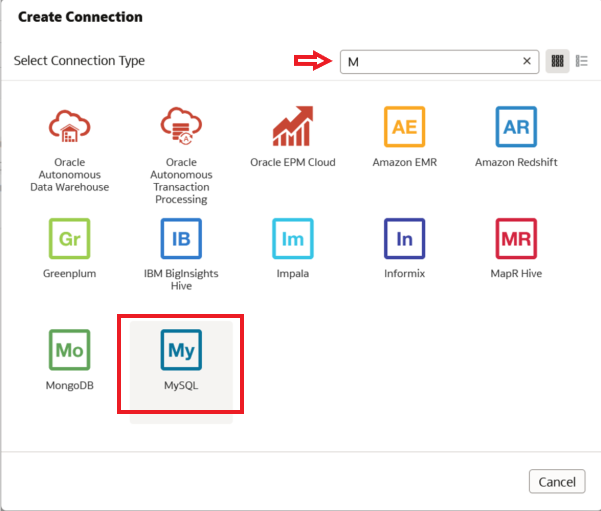 Create Connection
Select Connection Type
M
AE
AR
Oracle
Autonomous
Data Warehouse
Oracle
Autonomous
Transaction
Processing
Oracle EPM Cloud
Amazon EMR
Amazon Redshift
Gr
IB
Im
In
MR
Greenplum
IBM BigInsights
Hive
Impala
Informix
MapR Hive
Mo
My
MongoDB
MySQL
Cancel